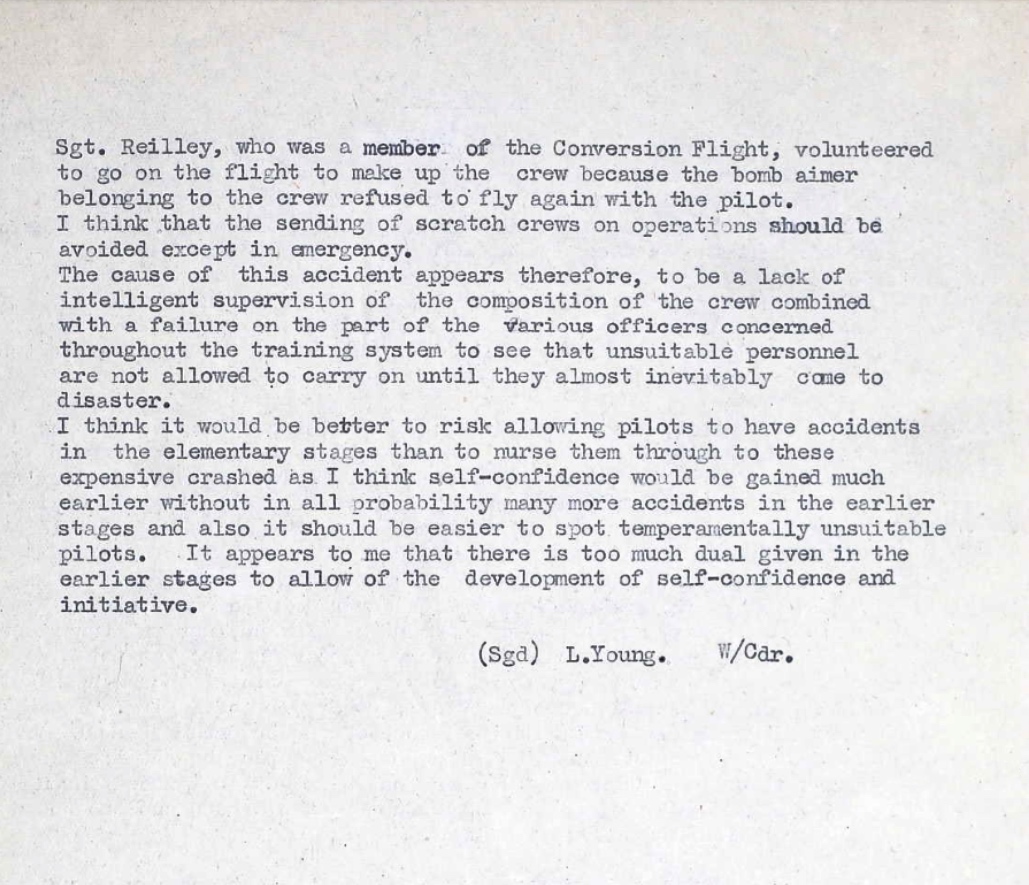 Sgt. Reilley, who was a member of the Conversion Flight, volunteered
to go on the flight to make up the crew because the bomb aimer
belonging to the crew refused to fly again with the pilot.
I think that the sending of scratch crews on operations should be
avoided except in emergency.
The cause of this accident appears therefore, to be a lack of
intelligent supervision of the composition of the crew combined
with a failure on the part of the various officers concerned
throughout the training system to see that unsuitable personnel
are not allowed to carry on until they almost inevitably come to
disaster.
I think it would be better to risk allowing pilots to have accidents
in the elementary stages than to nurse them through to these
expensive crashed as I think self-confidence would be gained much
earlier without in all probability many more accidents in the earlier
stages and also it should be easier to spot temperamentally unsuitable
pilots. It appears to me that there is too much dual given in the
earlier stages to allow of the development of self-confidence and
initiative.
(Sgd) L.Young. W/Cdr.